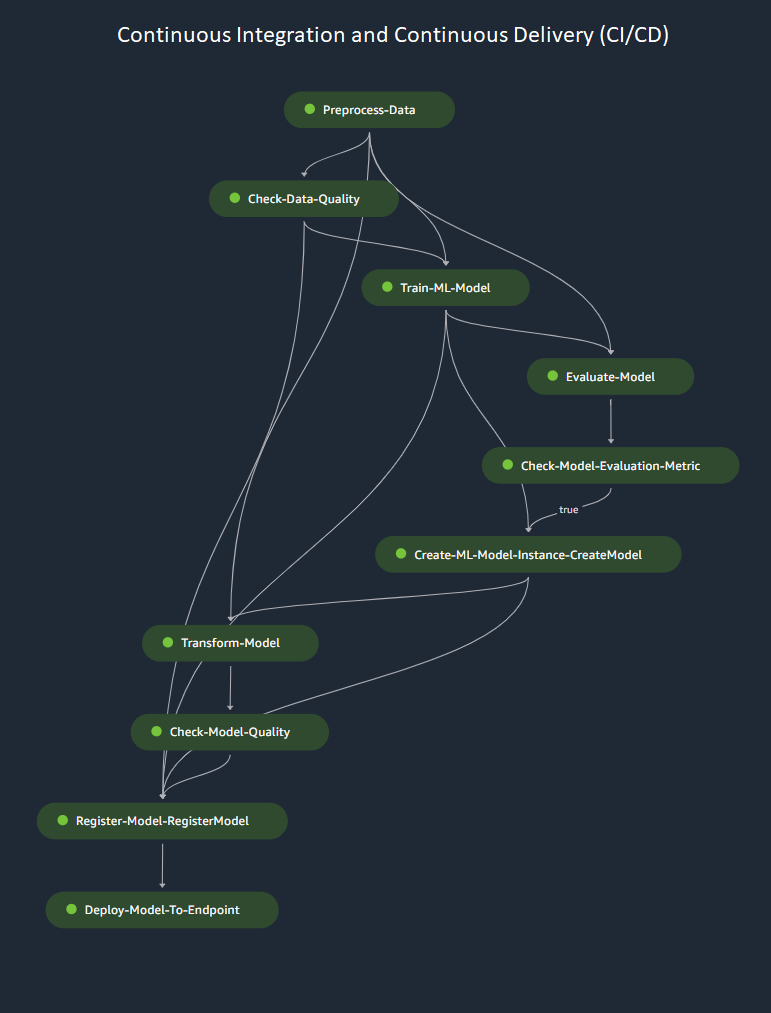 Continuous Integration and Continuous Delivery (CI/CD)
Preprocess-Data
Check-Data-Quality
Train-ML-Model
Evaluate-Model
Check-Model-Evaluation-Metric
true
Create-ML-Model-Instance-CreateModel
Transform-Model
Check-Model-Quality
Register-Model-RegisterModel
Deploy-Model-To-Endpoint